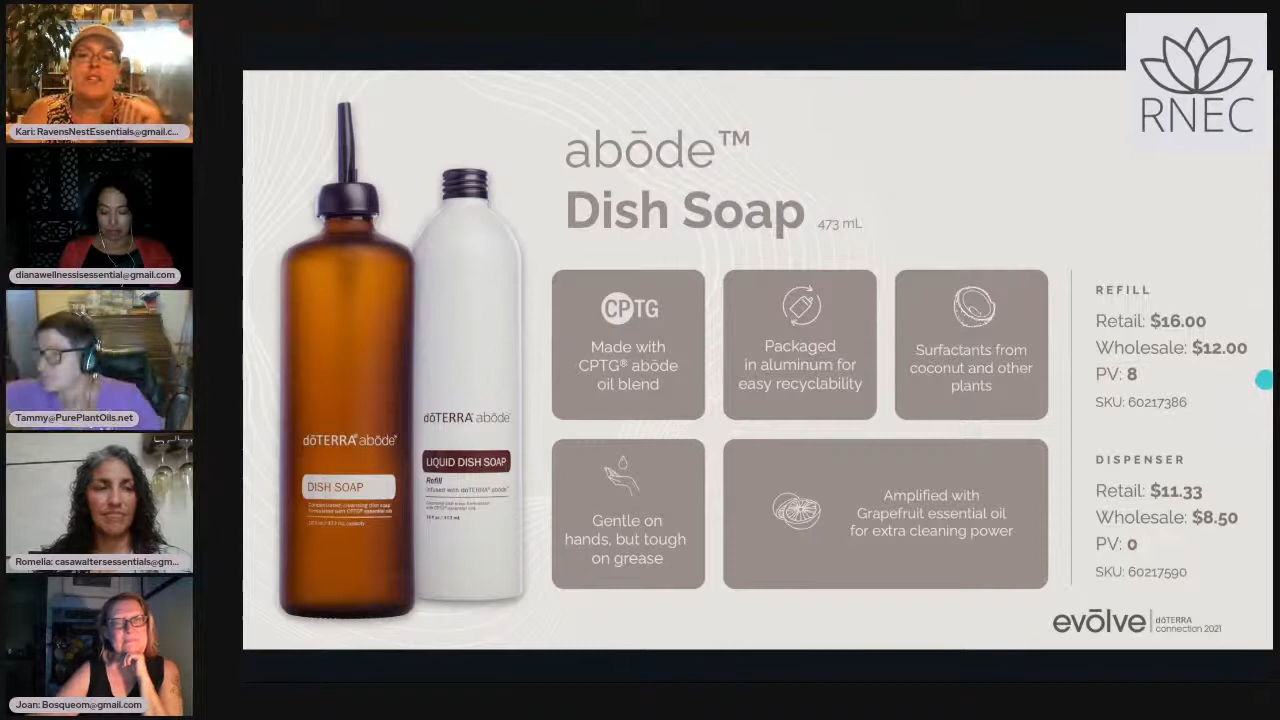 Kari: RavensNestEssentials@gmail.c...
dianawellnessisessential@gmail.com
Tammy@PurePlantOils.net
Romelia: casawaltersessentials@gm...
Joan: Bosqueom@gmail.com
RNEC
abōde™
Dish Soap 473 mL
dōTERRA abōde
DISH SOAP
dōTERRA abōde
LIQUID DISH SOAP
Refill
Infused with dōTERRA abōde
CPTG
Made with
CPTG® abōde
oil blend
Packaged
in aluminum for
easy recyclability
Surfactants from
coconut and other
plants
Gentle on
hands, but tough
on grease
Amplified with
Grapefruit essential oil
for extra cleaning power
REFILL
Retail: $16.00
Wholesale: $12.00
PV: 8
SKU: 60217386
DISPENSER
Retail: $11.33
Wholesale: $8.50
PV: 0
SKU: 60217590
evōlve
dōTERRA
connection 2021